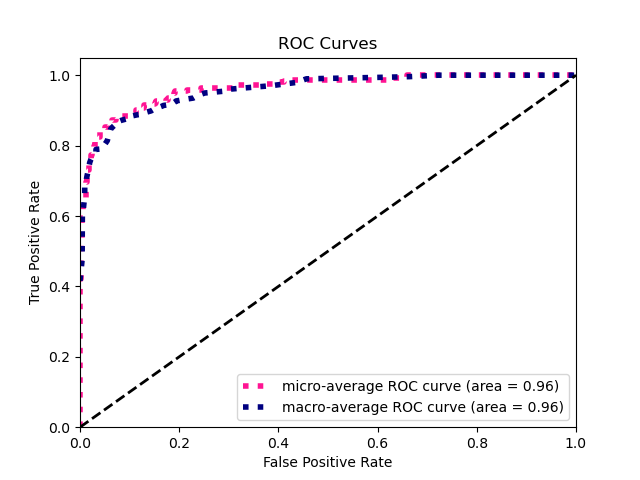 ROC Curves
1.0
0.8
0.6
0.4
0.2
0.0
True Positive Rate
micro-average ROC curve (area = 0.96)
macro-average ROC curve (area = 0.96)
0.0 0.2 0.4 0.6 0.8 1.0
False Positive Rate